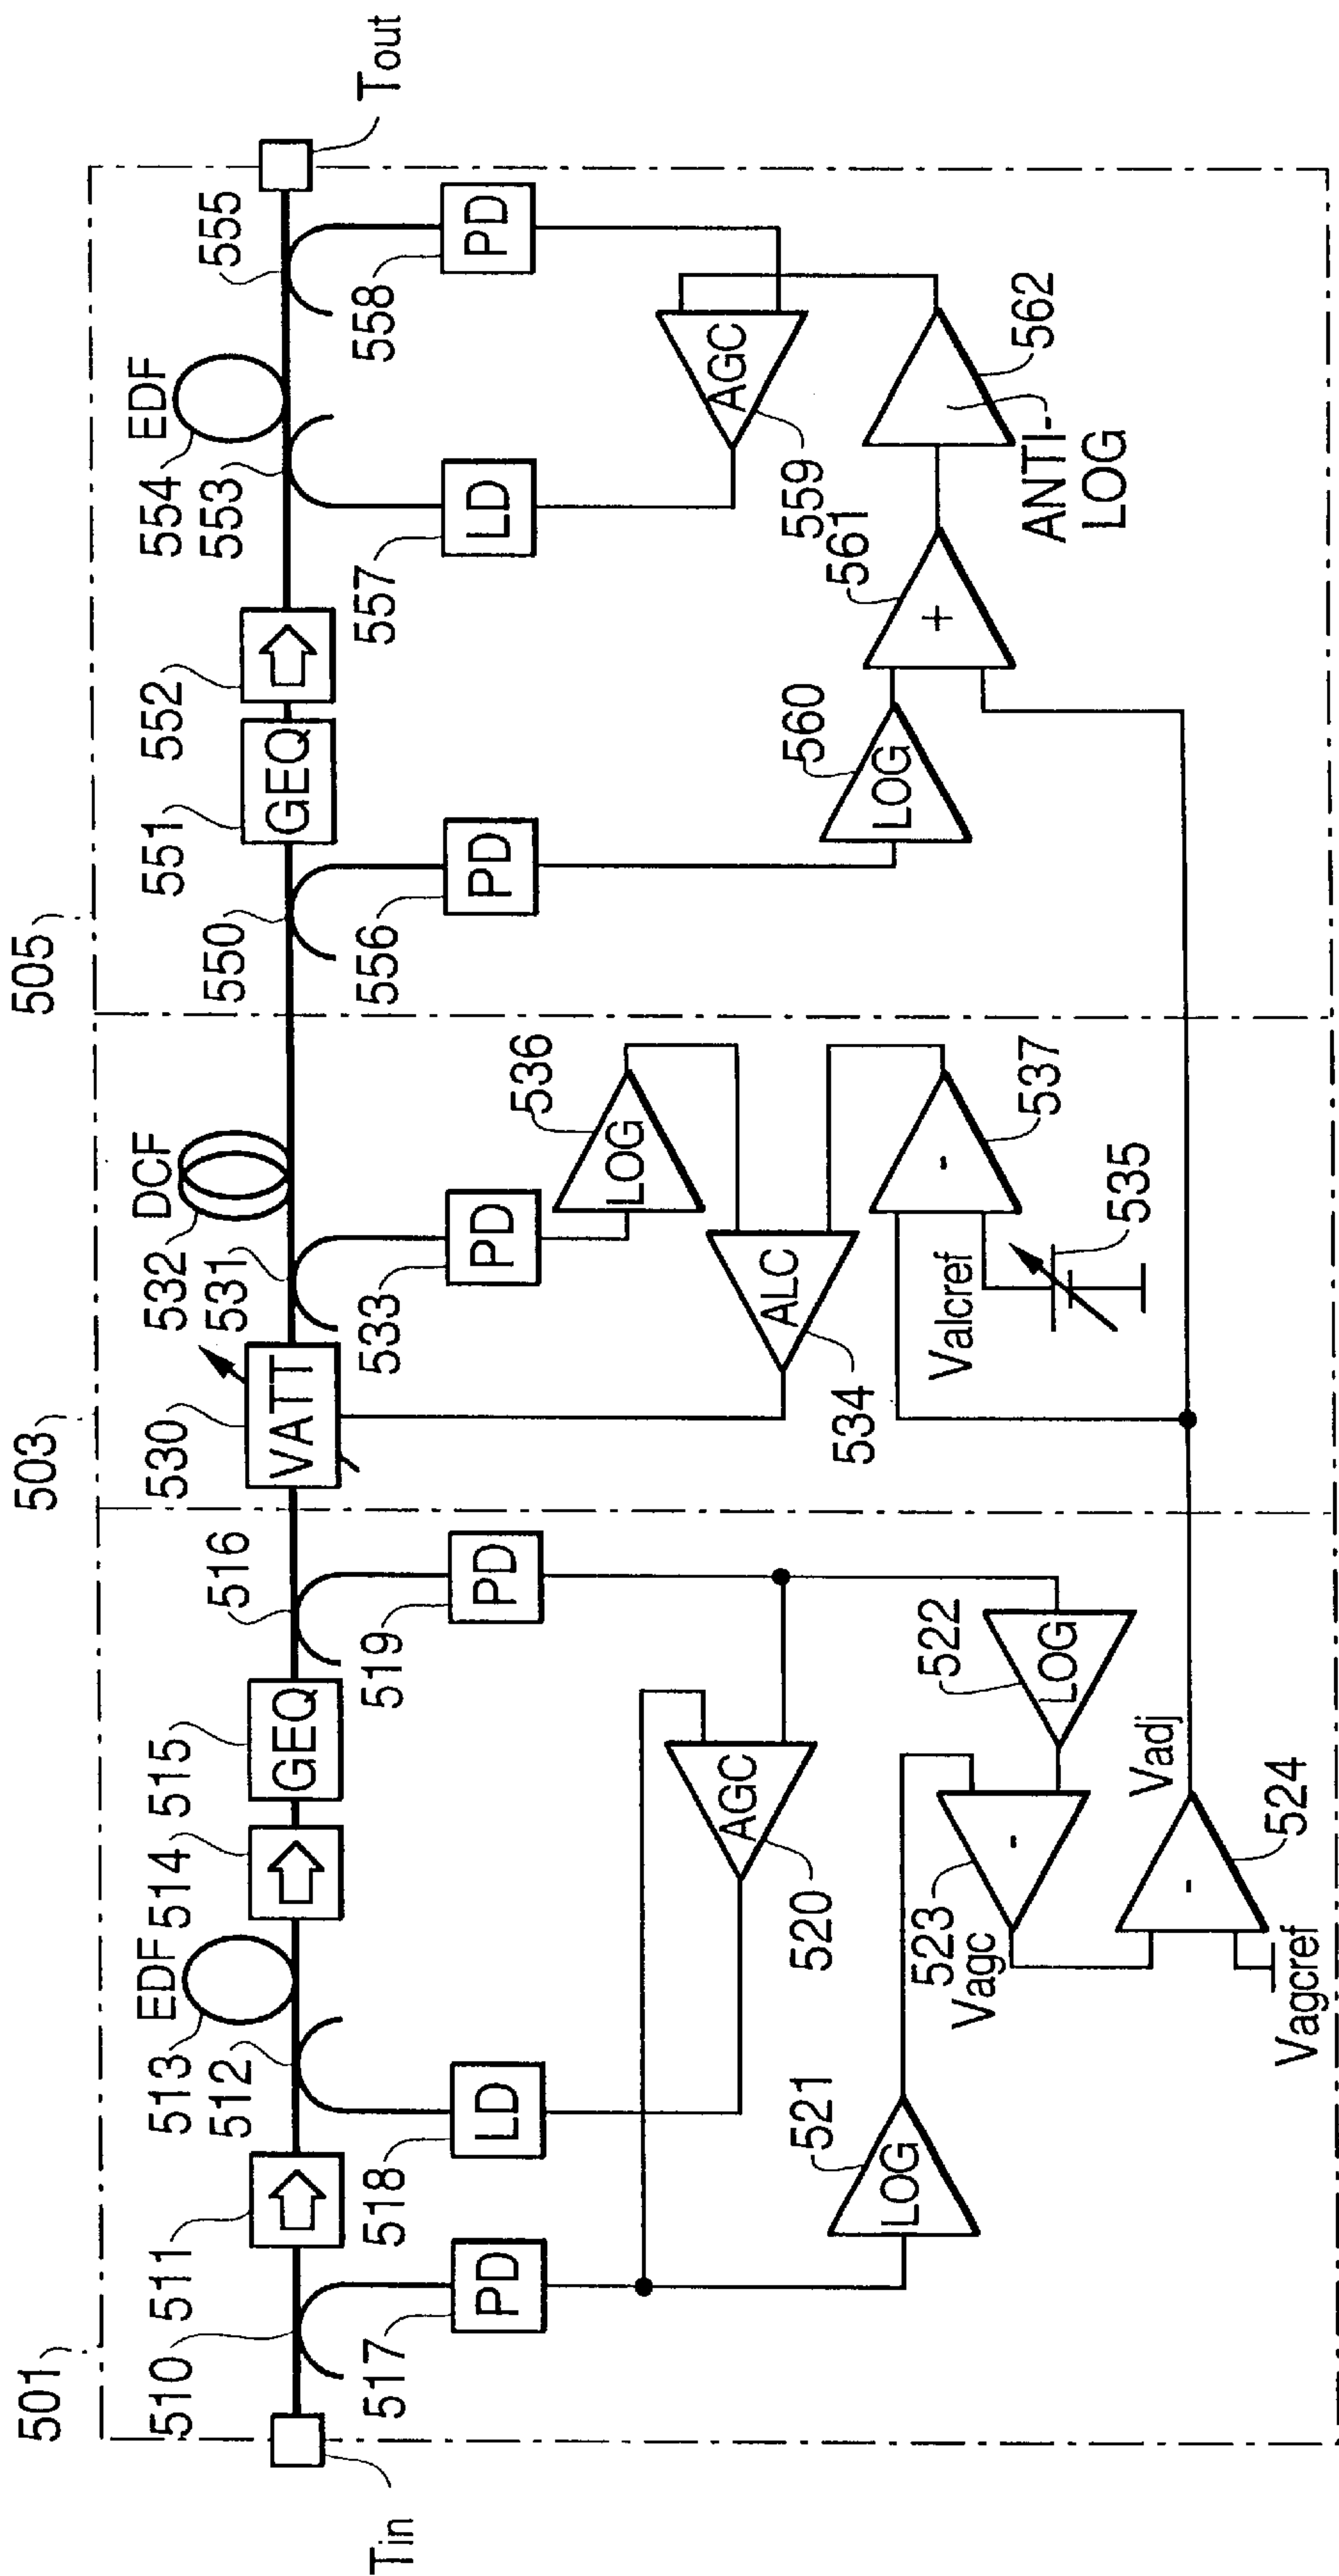 501
503
505
Tin
510
511
512
513
EDF
514
515
GEQ
516
517
PD
518
LD
519
PD
AGC
520
521
LOG
522
LOG
-
523
Vagc
-
524
Vagcref
Vadj
530
VATT
531
532
DCF
533
PD
ALC
534
536
LOG
-
537
Valcref
535
550
551
GEQ
552
553
554
EDF
555
Tout
556
PD
557
LD
558
PD
AGC
559
560
LOG
561
+
562
ANTI-
LOG